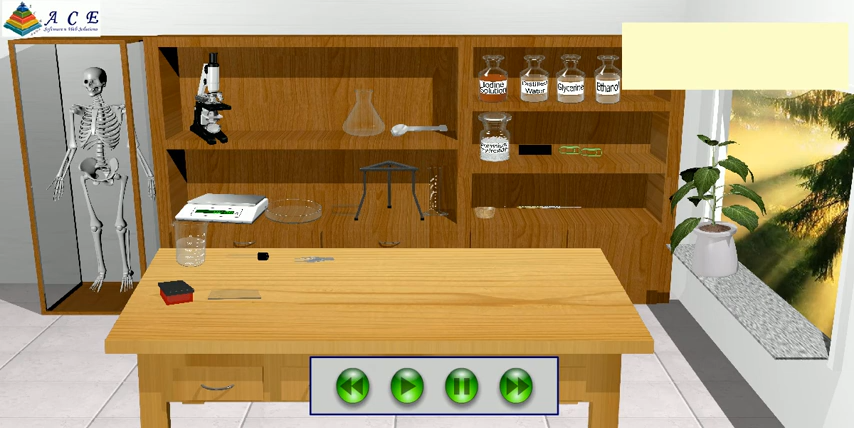 A C E
Software n Web Solutions
Iodine
Solution
Distilled
Water
Glycerine
Ethanol